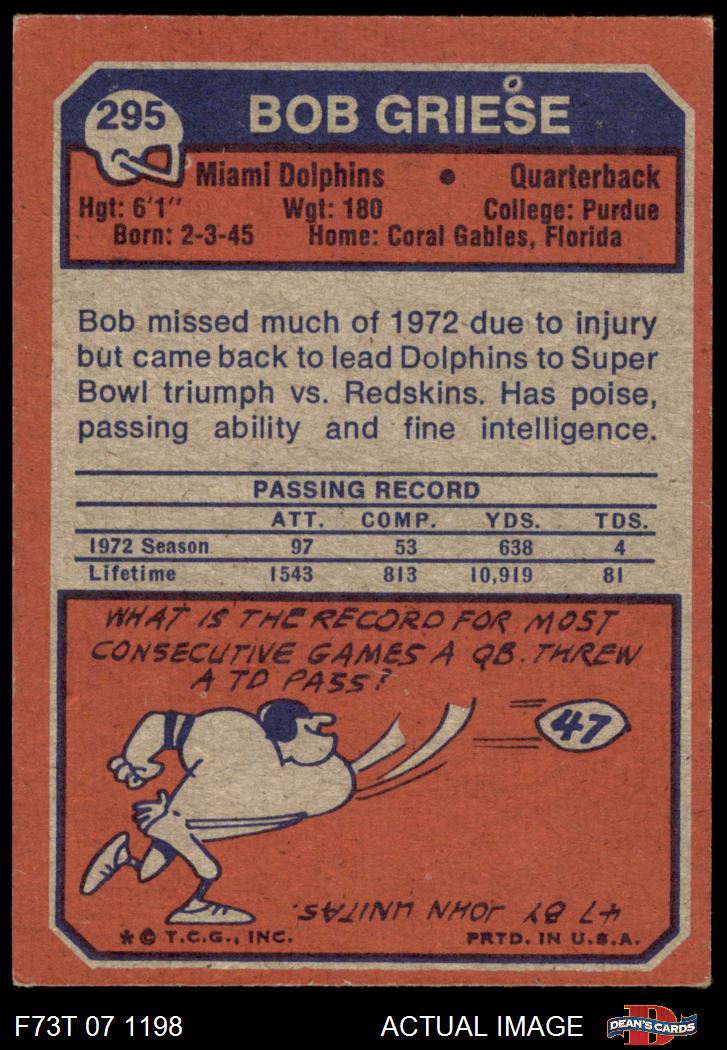 295
BOB GRIESE
Miami Dolphins • Quarterback
Hgt: 6'1" Wgt: 180 College: Purdue
Born: 2-3-45 Home: Coral Gables, Florida
Bob missed much of 1972 due to injury
but came back to lead Dolphins to Super
Bowl triumph vs. Redskins. Has poise,
passing ability and fine intelligence.
PASSING RECORD
ATT. COMP. YDS. TDS.
1972 Season 97 53 638 4
Lifetime 1543 813 10,919 81
WHAT IS THE RECORD FOR MOST
CONSECUTIVE GAMES A QB. THREW
A TD PASS?
47
47 BY JOHN UNITAS.
*© T.C.G., INC. PRTD. IN U.S.A.
F73T 07 1198 ACTUAL IMAGE DEAN'S CARDS